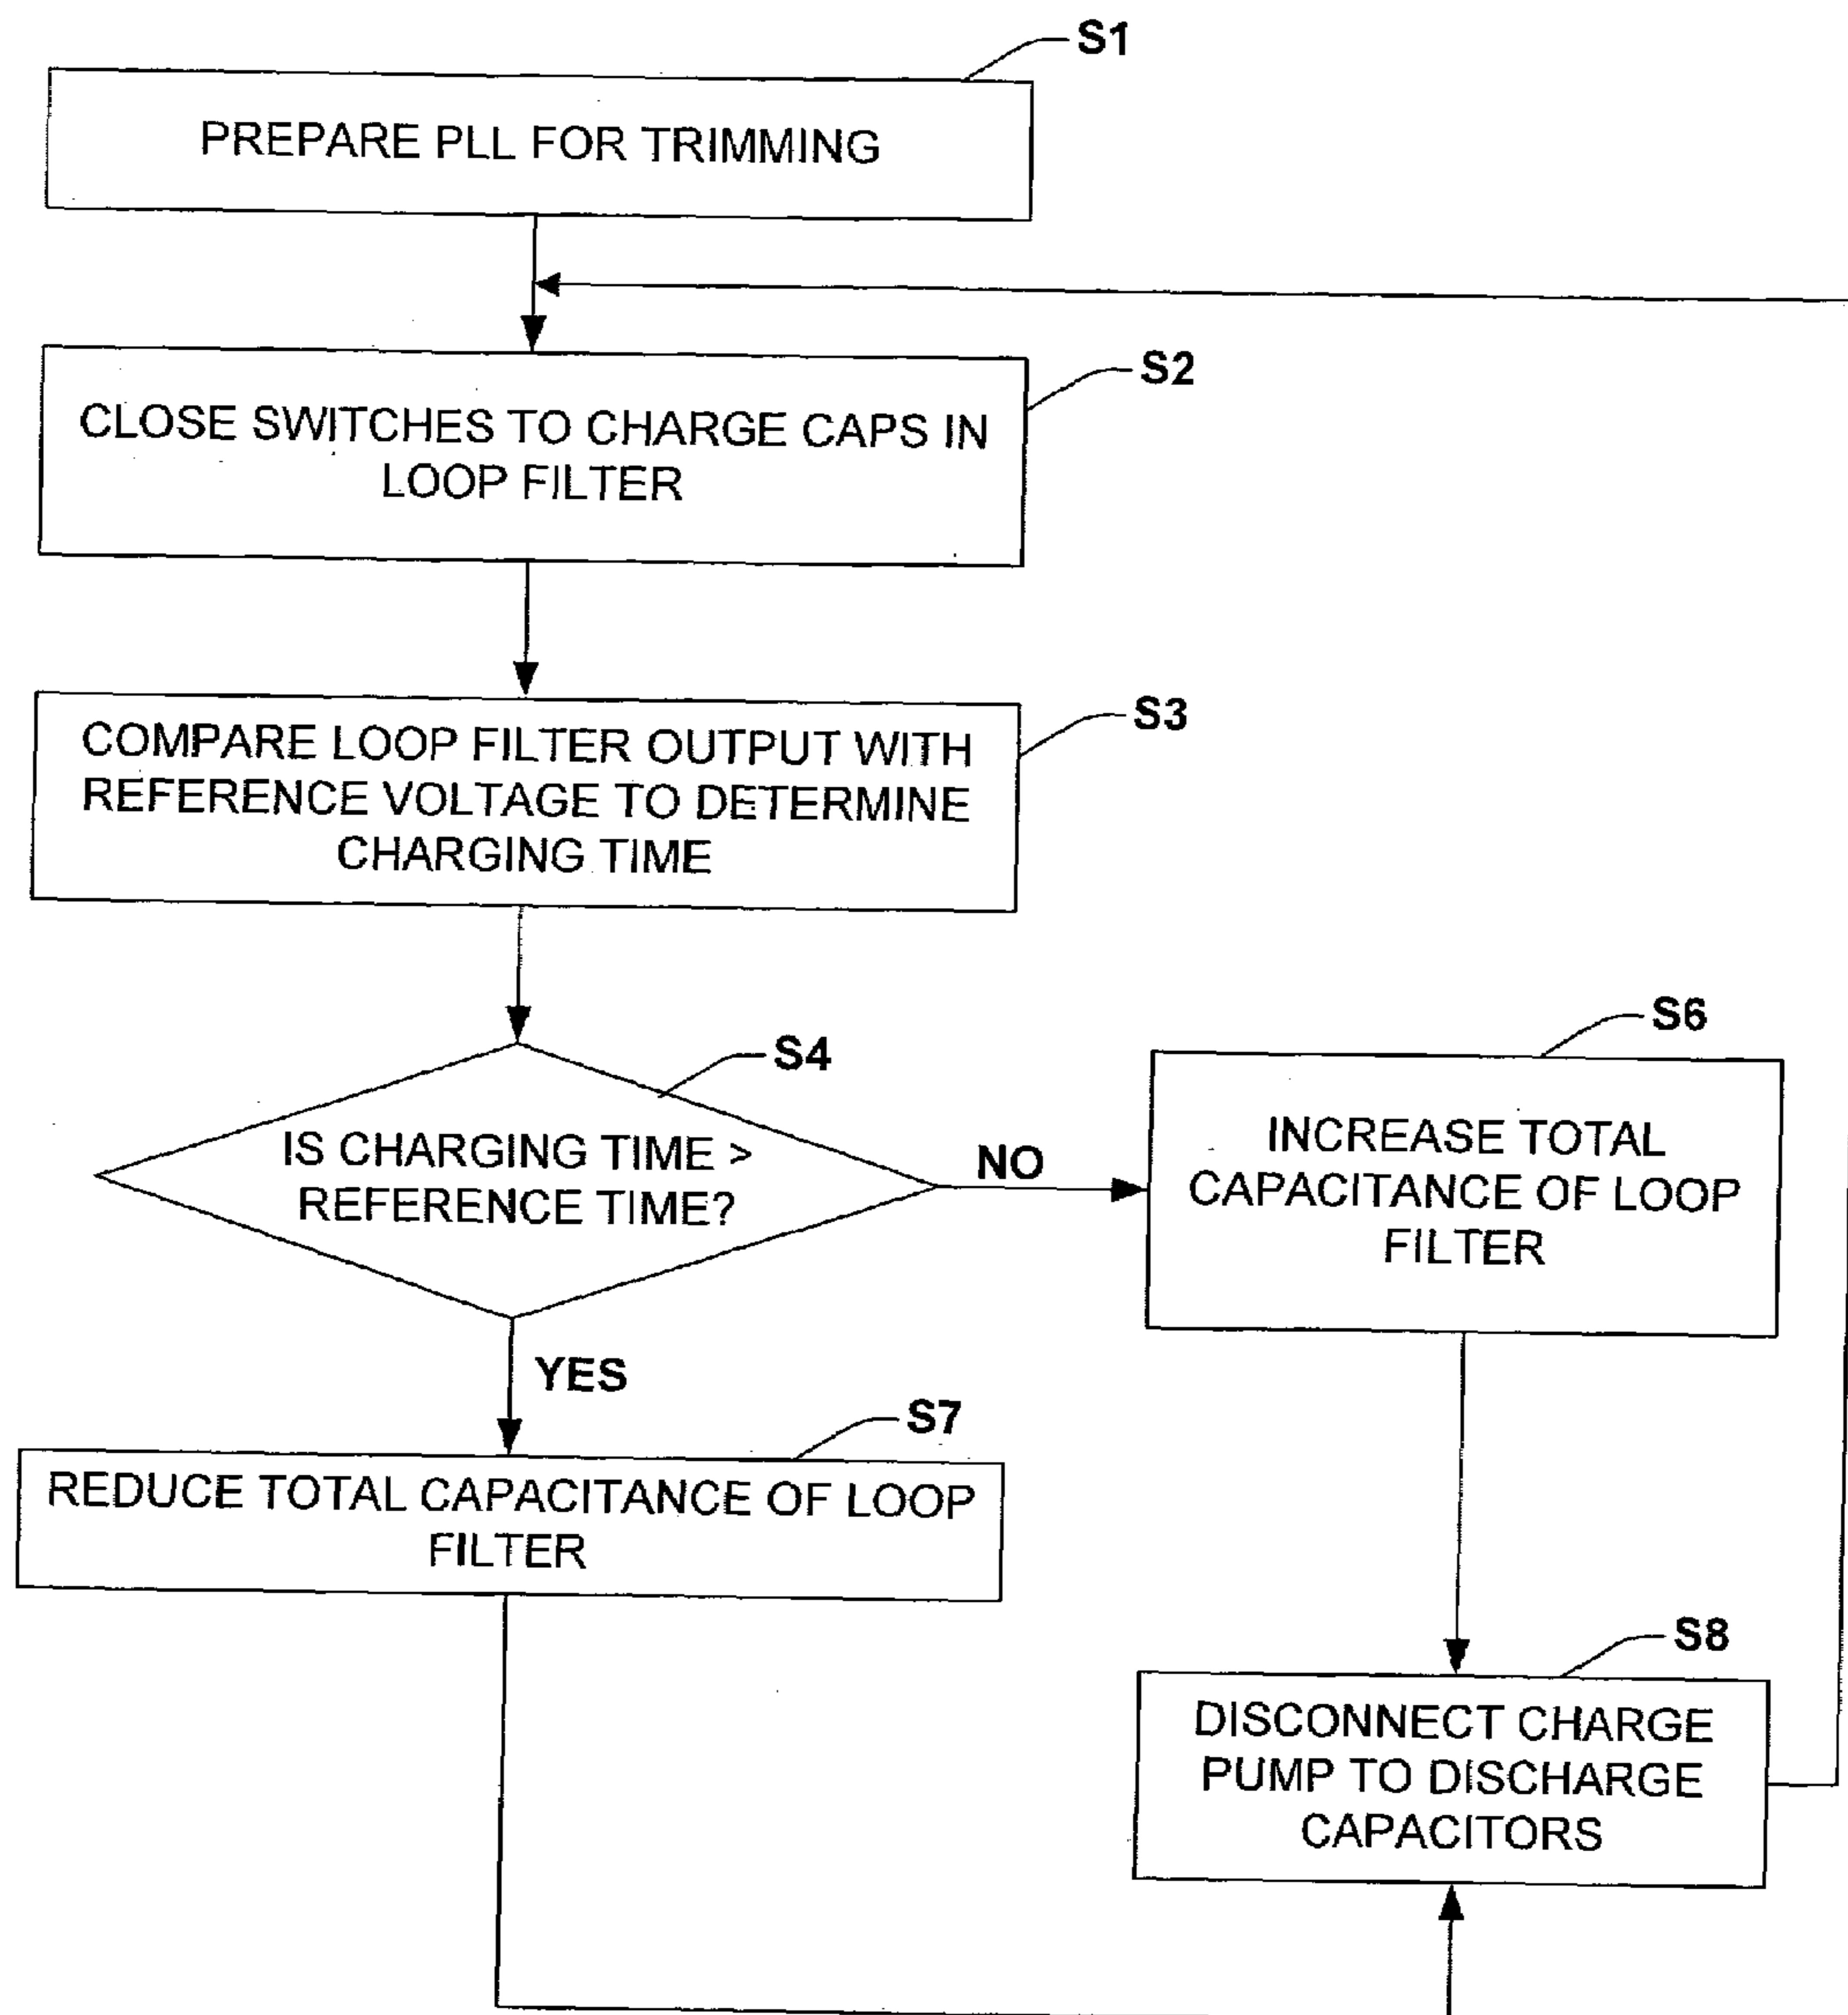 S1
PREPARE PLL FOR TRIMMING
S2
CLOSE SWITCHES TO CHARGE CAPS IN
LOOP FILTER
S3
COMPARE LOOP FILTER OUTPUT WITH
REFERENCE VOLTAGE TO DETERMINE
CHARGING TIME
S4
IS CHARGING TIME >
REFERENCE TIME?
NO
S6
INCREASE TOTAL
CAPACITANCE OF LOOP
FILTER
YES
S7
REDUCE TOTAL CAPACITANCE OF LOOP
FILTER
S8
DISCONNECT CHARGE
PUMP TO DISCHARGE
CAPACITORS